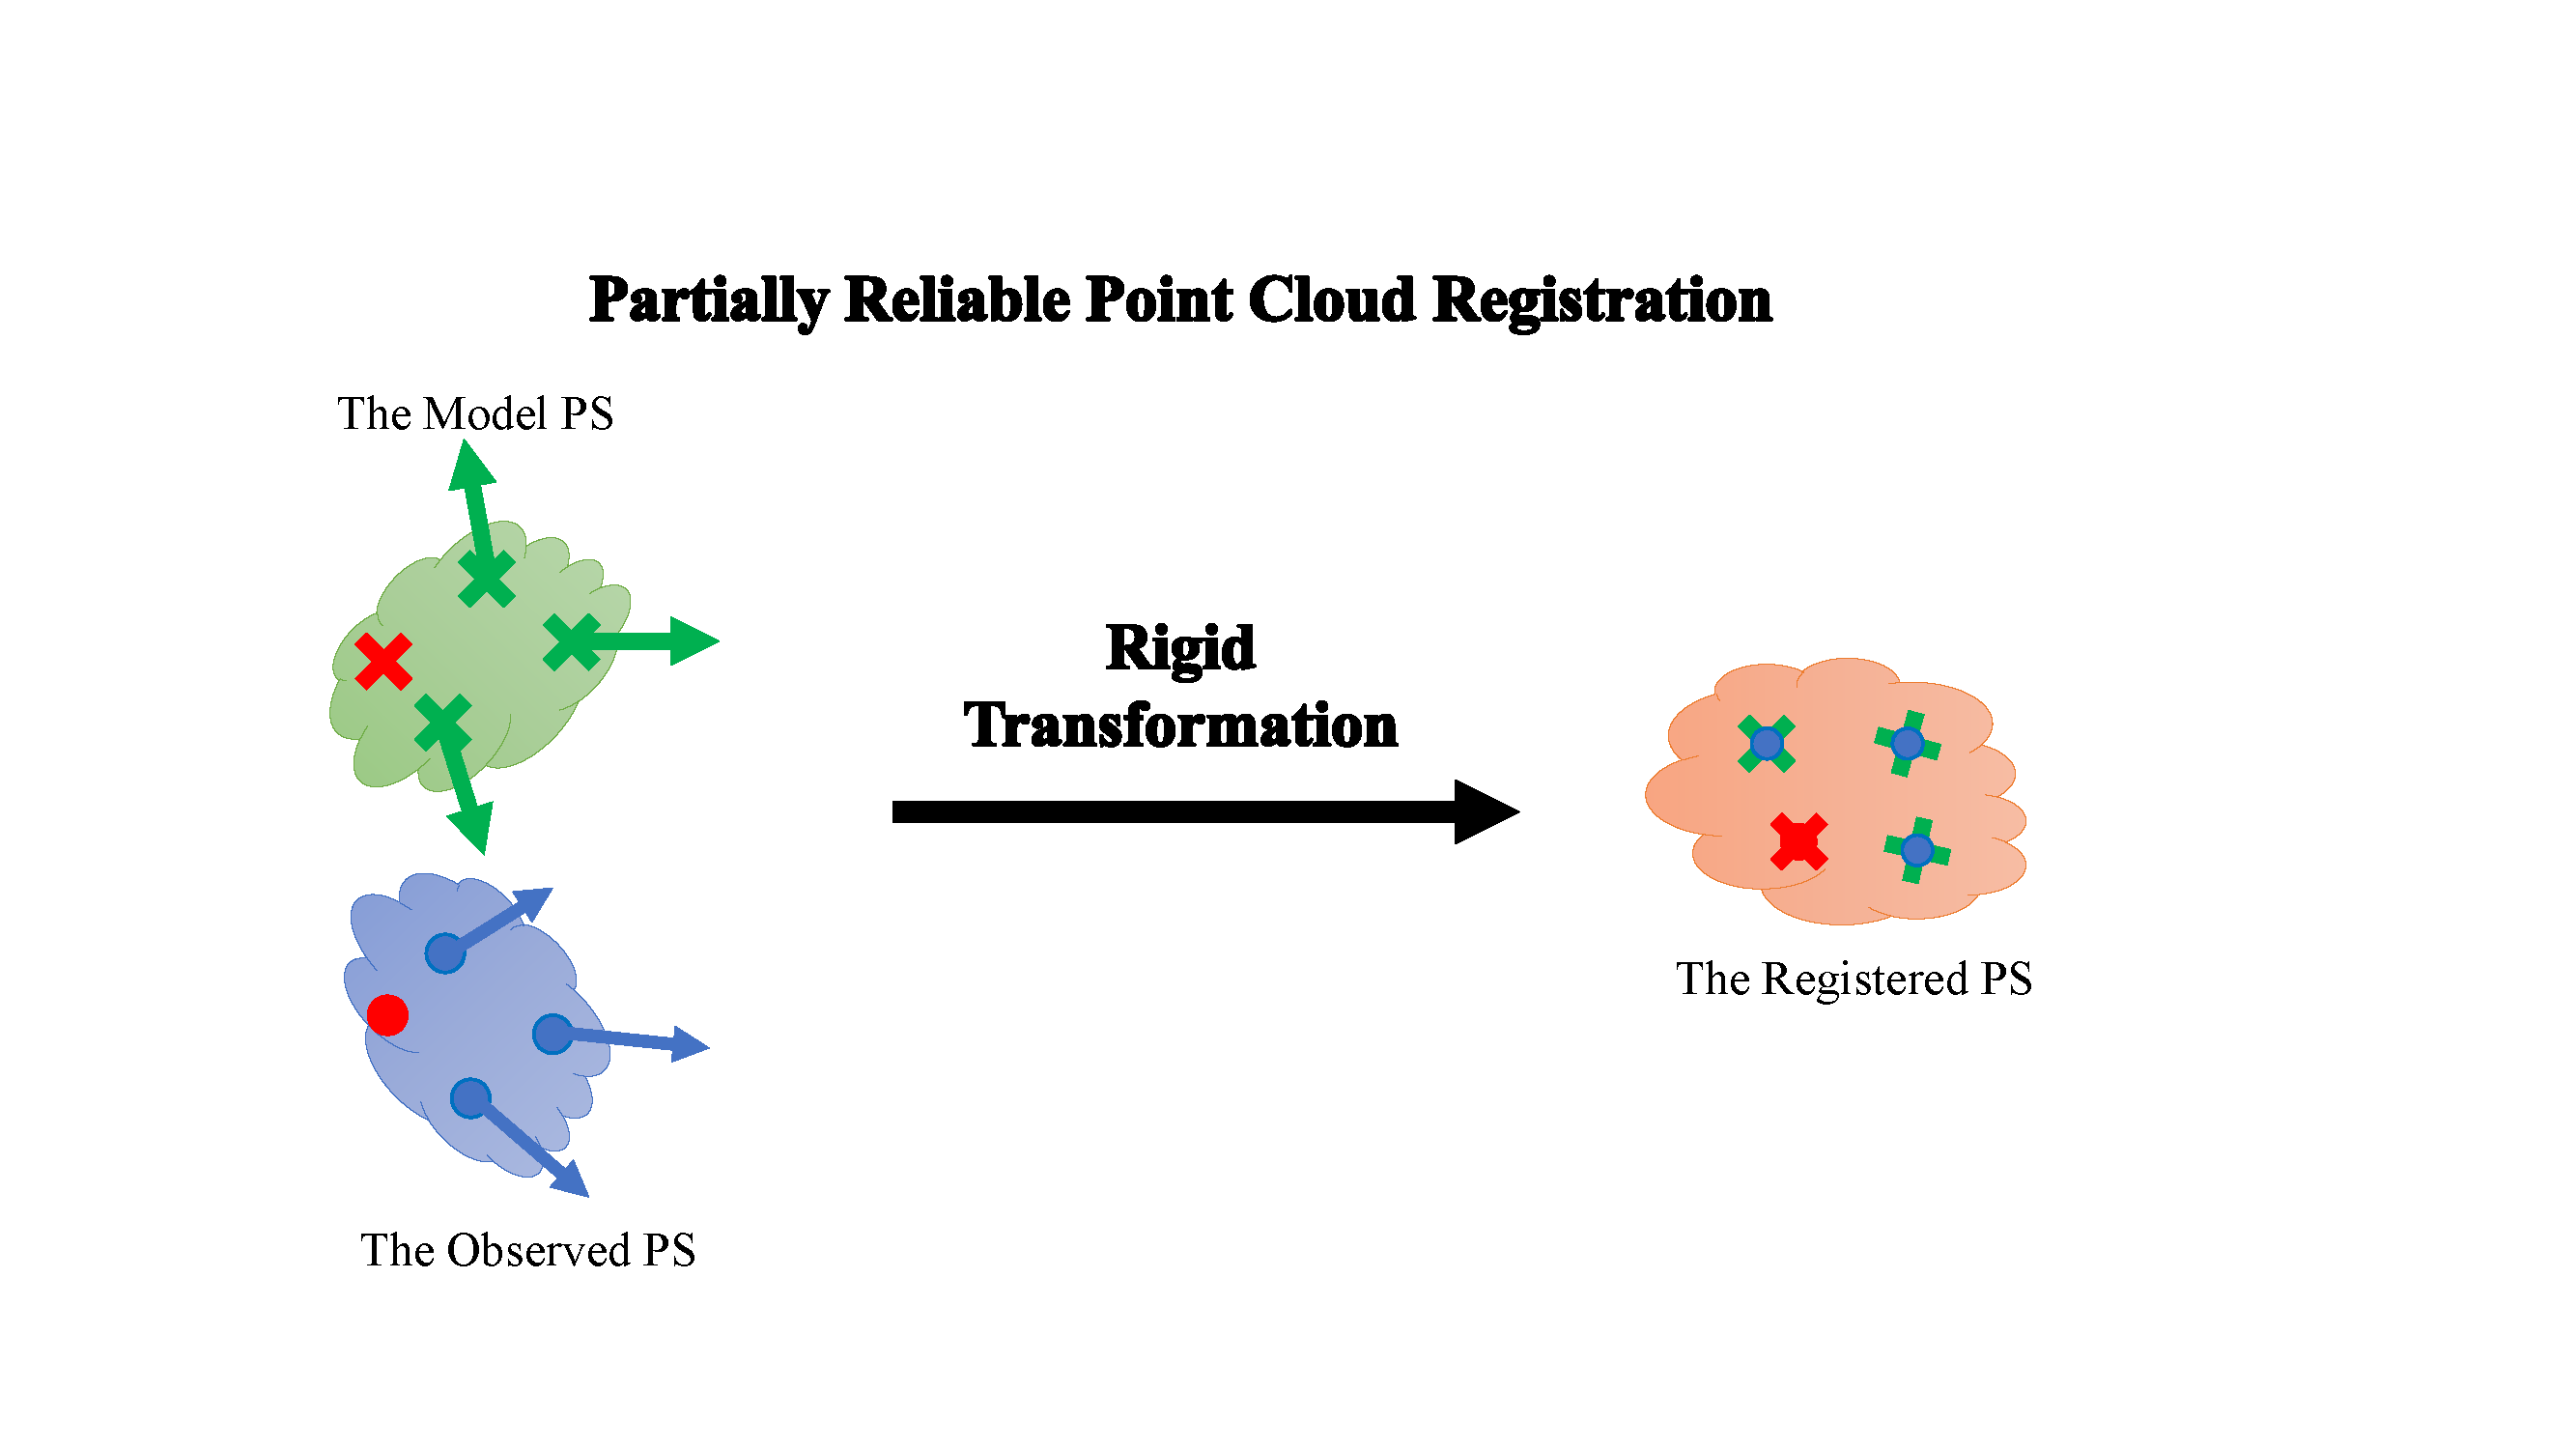 Partially Reliable Point Cloud Registration
The Model PS
Rigid
Transformation
The Registered PS
The Observed PS